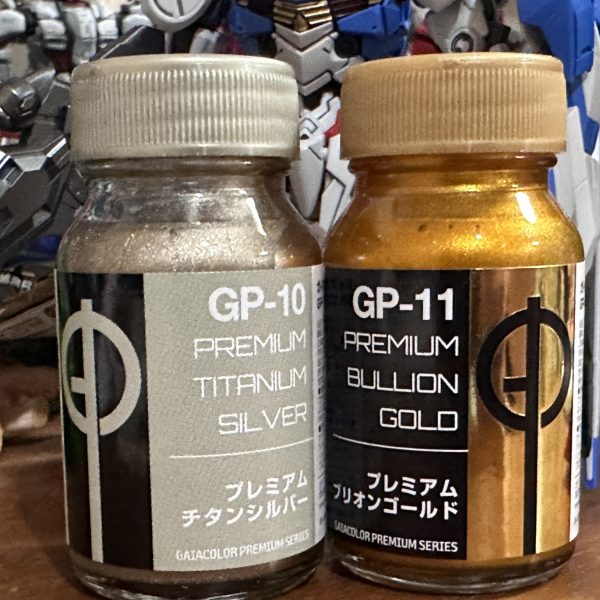 GP-10
PREMIUM
TITANIUM
SILVER
プレミアム
チタンシルバー
GAIACOLOR PREMIUM SERIES
GP-11
PREMIUM
BULLION
GOLD
プレミアム
ブリオンゴールド
GAIACOLOR PREMIUM SERIES